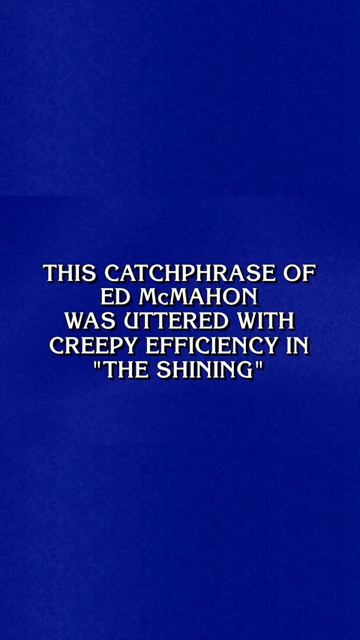 THIS CATCHPHRASE OF
ED McMAHON
WAS UTTERED WITH
CREEPY EFFICIENCY IN
"THE SHINING"